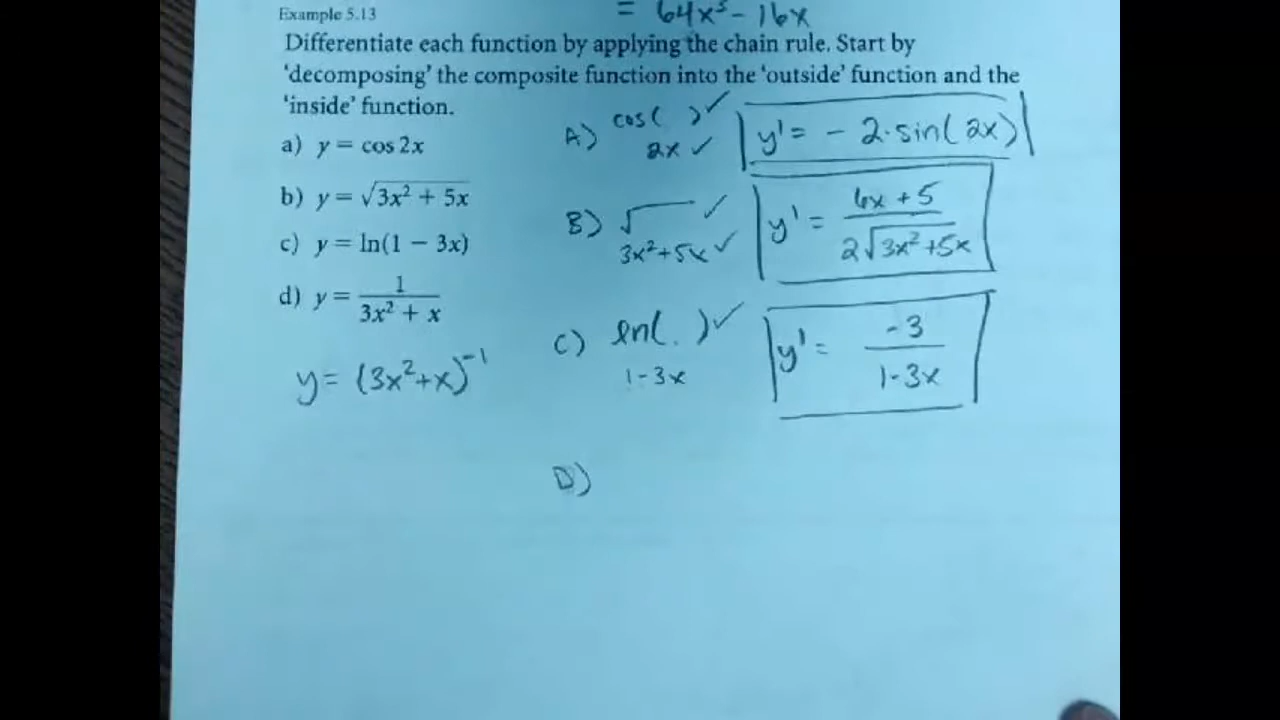 = 64x³ - 16x
Example 5.13
Differentiate each function by applying the chain rule. Start by
'decomposing' the composite function into the 'outside' function and the
'inside' function.
a) y = cos 2x
b) y = √(3x² + 5x)
c) y = ln(1 − 3x)
d) y = 1/(3x² + x)
y = (3x²+x)⁻¹
A) cos( ) ✓
2x ✓
y' = - 2·sin(2x)
B) √ ✓
3x²+5x ✓
y' = (6x + 5)/(2√(3x²+5x))
C) ln( . ) ✓
1-3x
y' = -3/(1-3x)
D)